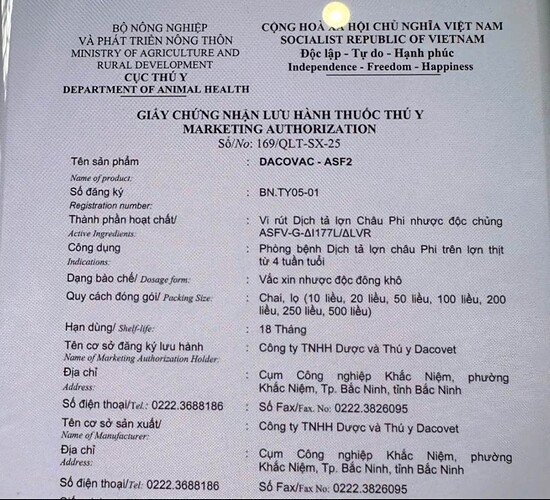 BỘ NÔNG NGHIỆP
VÀ PHÁT TRIỂN NÔNG THÔN
MINISTRY OF AGRICULTURE AND
RURAL DEVELOPMENT
CỤC THÚ Y
DEPARTMENT OF ANIMAL HEALTH
CỘNG HOÀ XÃ HỘI CHỦ NGHĨA VIỆT NAM
SOCIALIST REPUBLIC OF VIETNAM
Độc lập - Tự do - Hạnh phúc
Independence - Freedom - Happiness
GIẤY CHỨNG NHẬN LƯU HÀNH THUỐC THÚ Y
MARKETING AUTHORIZATION
Số/No: 169/QLT-SX-25
Tên sản phẩm : DACOVAC - ASF2
Name of product:
Số đăng ký : BN.TY05-01
Registration number:
Thành phần hoạt chất/ : Vi rút Dịch tả lợn Châu Phi nhược độc chủng
Active Ingredients: ASFV-G-ΔI177L/ΔLVR
Công dụng : Phòng bệnh Dịch tả lợn châu Phi trên lợn thịt
Indications: từ 4 tuần tuổi
Dạng bào chế/ Dosage form: : Vắc xin nhược độc đông khô
Quy cách đóng gói/ Packing Size: : Chai, lọ (10 liều, 20 liều, 50 liều, 100 liều, 200
liều, 250 liều, 500 liều)
Hạn dùng/ Shelf-life: : 18 Tháng
Tên cơ sở đăng ký lưu hành : Công ty TNHH Dược và Thú y Dacovet
Name of Marketing Authorization Holder:
Địa chỉ : Cụm Công nghiệp Khắc Niệm, phường
Address: Khắc Niệm, Tp. Bắc Ninh, tỉnh Bắc Ninh
Số điện thoại/Tel.: 0222.3688186 : Số Fax/Fax. No: 0222.3826095
Tên cơ sở sản xuất/ : Công ty TNHH Dược và Thú y Dacovet
Name of Manufacturer:
Địa chỉ : Cụm Công nghiệp Khắc Niệm, phường
Address: Khắc Niệm, Tp. Bắc Ninh, tỉnh Bắc Ninh
Số điện thoại/Tel: 0222.3688186 : Số Fax/Fax No: 0222.3826095